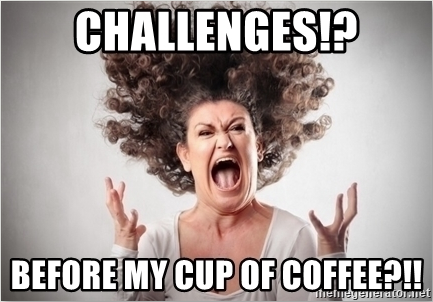 CHALLENGES!?
BEFORE MY CUP OF COFFEE?!!
memegenerator.net